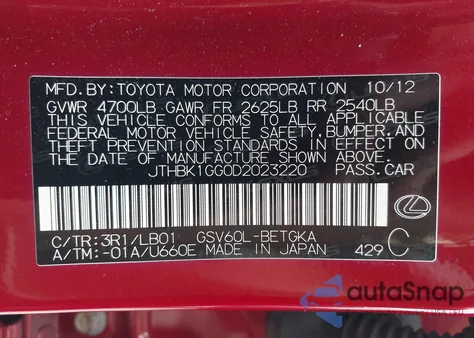 MFD.BY: TOYOTA MOTOR CORPORATION 10/12
GVWR 4700LB GAWR FR 2625LB RR 2540LB
THIS VEHICLE CONFORMS TO ALL APPLICABLE
FEDERAL MOTOR VEHICLE SAFETY, BUMPER, AND
THEFT PREVENTION STANDARDS IN EFFECT ON
THE DATE OF MANUFACTURE SHOWN ABOVE.
JTHBK1GG0D2023220 PASS.CAR
C/TR: 3R1/LB01 GSV60L-BETGKA
A/TM: -01A/U660E MADE IN JAPAN 429 C
autoSnap